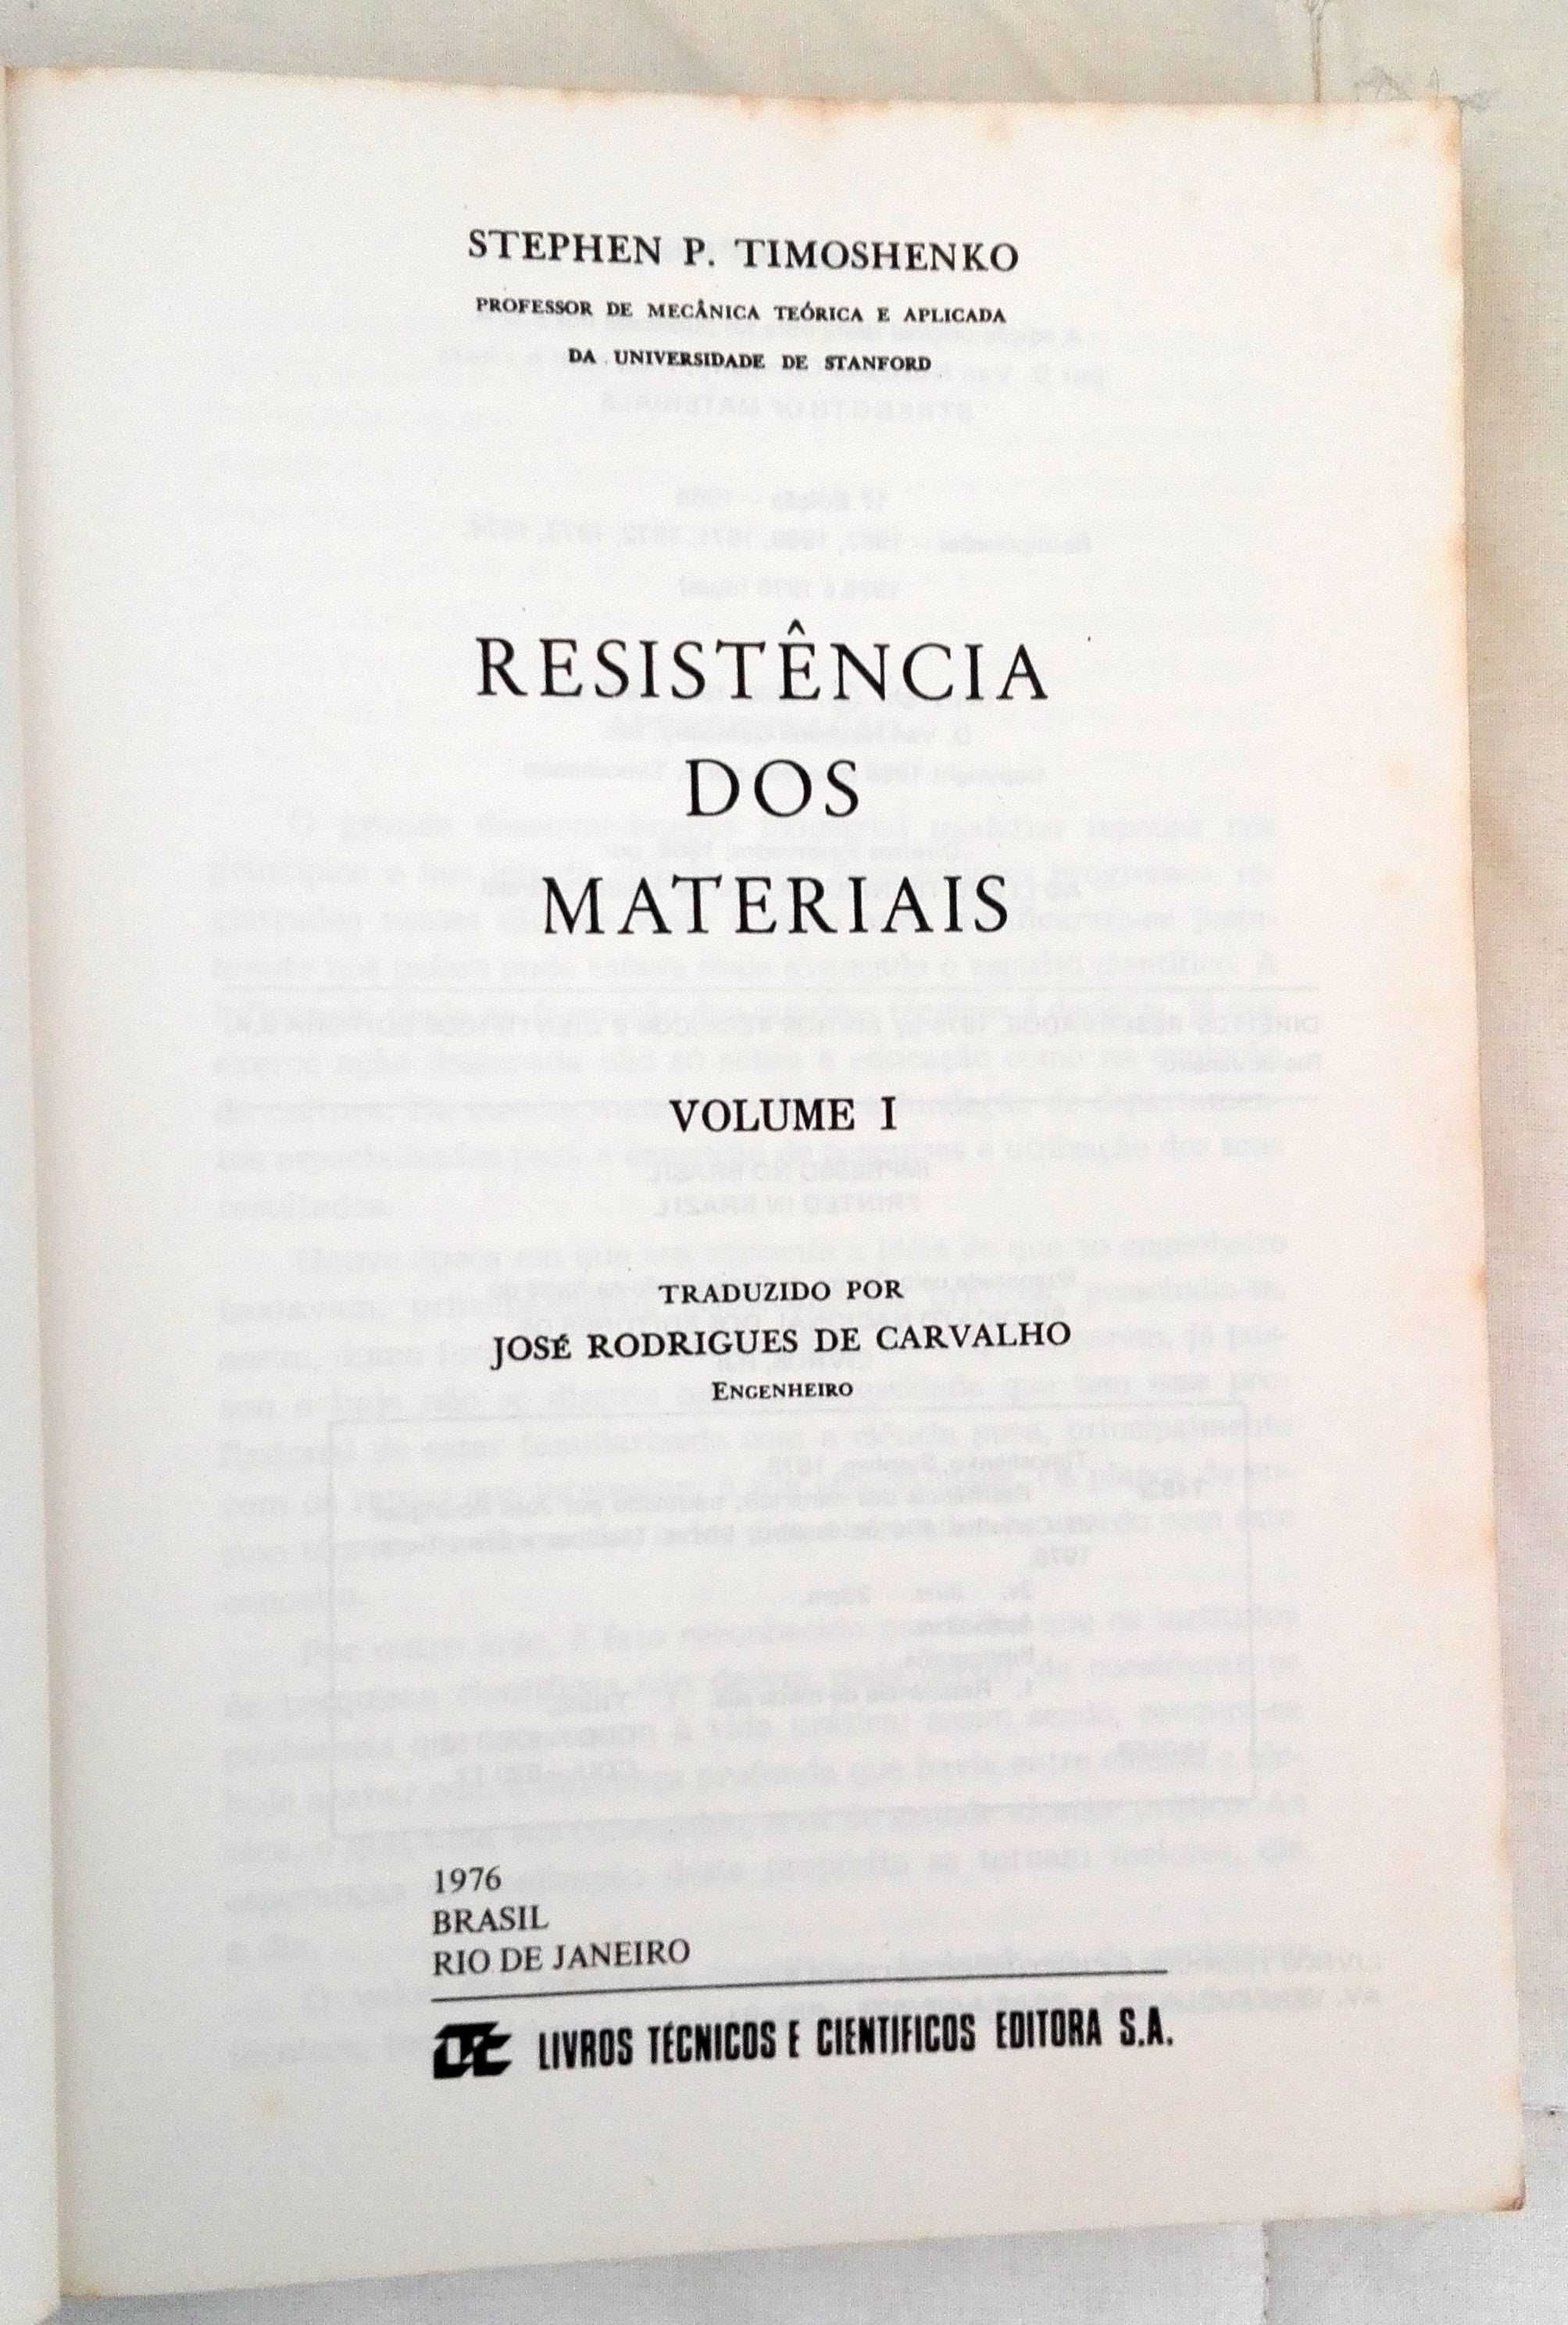 STEPHEN P. TIMOSHENKO
PROFESSOR DE MECÂNICA TEÓRICA E APLICADA
DA UNIVERSIDADE DE STANFORD
RESISTÊNCIA
DOS
MATERIAIS
VOLUME I
TRADUZIDO POR
JOSÉ RODRIGUES DE CARVALHO
ENGENHEIRO
1976
BRASIL
RIO DE JANEIRO
LTC LIVROS TÉCNICOS E CIENTIFICOS EDITORA S.A.